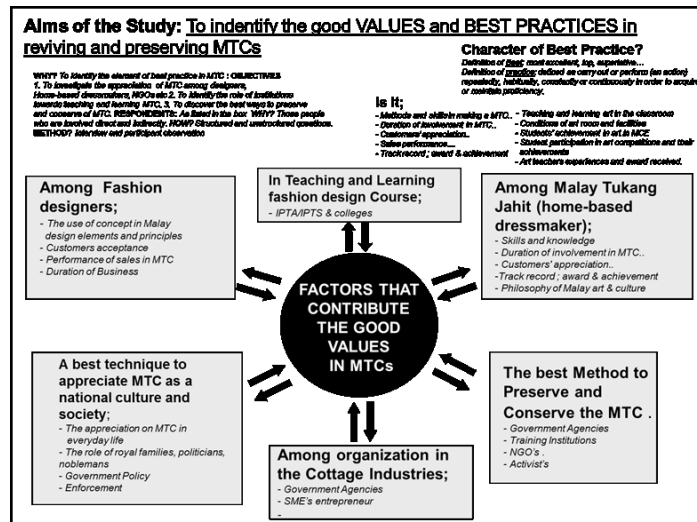 Aims of the Study: To indentify the good VALUES and BEST PRACTICES in
reviving and preserving MTCs
WHY? To identify the element of best practice in MTC : OBJECTIVES
1. To investigate the appreciation of MTC among designers,
Home-based dressmakers, NGOs etc 2. To identify the role of institutions
towards teaching and learning MTC, 3. To discover the best ways to preserve
and conserve of MTC. RESPONDENTS: As listed in the box WHY? Those people
who are involved direct and indirectly. HOW? Structured and unstructured questions.
METHOD? Interview and participant observation
Character of Best Practice?
Definition of Best: most excellent, top, superlative...
Definition of practice: defined as carry out or perform (an action)
repeatedly, habitually, constantly or continuously in order to acquire
or maintain proficiency.
Is It;
- Methods and skills in making a MTC..
- Duration of involvement in MTC..
- Customers' appreciation..
- Sales performance....
- Track record ; award & achievement
- Teaching and learning art in the classroom
- Conditions of art room and facilities
- Students' achievement in art in MCE
- Student participation in art competitions and their
achievements
- Art teachers experiences and award received.
Among Fashion
designers;
- The use of concept in Malay
design elements and principles
- Customers acceptance
- Performance of sales in MTC
- Duration of Business
In Teaching and Learning
fashion design Course;
- IPTA/IPTS & colleges
Among Malay Tukang
Jahit (home-based
dressmaker);
- Skills and knowledge
- Duration of involvement in MTC..
- Customers' appreciation..
-Track record ; award & achievement
- Philosophy of Malay art & culture
FACTORS THAT
CONTRIBUTE
THE GOOD
VALUES
IN MTCs
A best technique to
appreciate MTC as a
national culture and
society;
- The appreciation on MTC in
everyday life
- The role of royal families, politicians,
noblemans
- Government Policy
- Enforcement
Among organization in
the Cottage Industries;
- Government Agencies
- SME's entrepreneur
-
The best Method to
Preserve and
Conserve the MTC .
- Government Agencies
- Training Institutions
- NGO's .
- Activist's